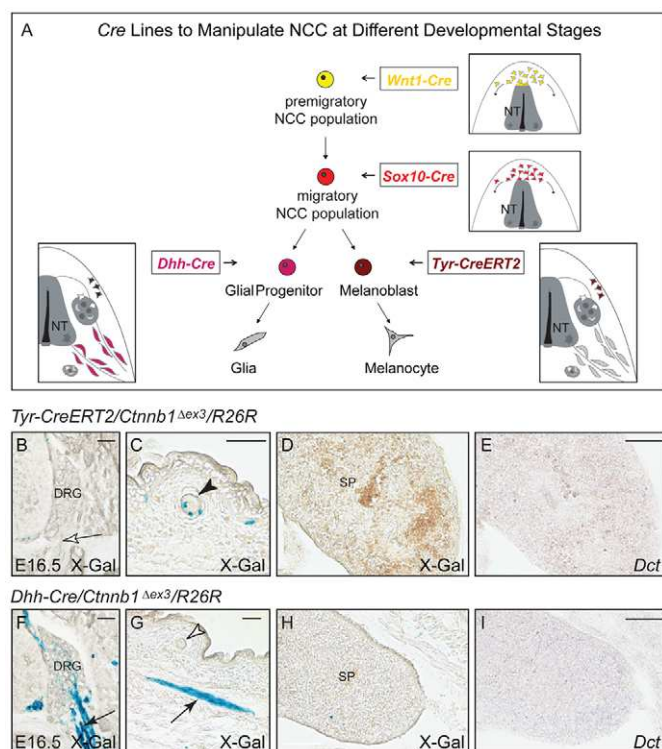 A
Cre Lines to Manipulate NCC at Different Developmental Stages
Wnt1-Cre
premigratory
NCC population
NT
Sox10-Cre
migratory
NCC population
NT
Dhh-Cre
Tyr-CreERT2
Glial Progenitor
Melanoblast
NT
NT
Glia
Melanocyte
Tyr-CreERT2/Ctnnb1Δex3/R26R
B
DRG
E16.5 X-Gal
C
X-Gal
D
SP
X-Gal
E
Dct
Dhh-Cre/Ctnnb1Δex3/R26R
F
DRG
E16.5 X-Gal
G
X-Gal
H
SP
X-Gal
I
Dct